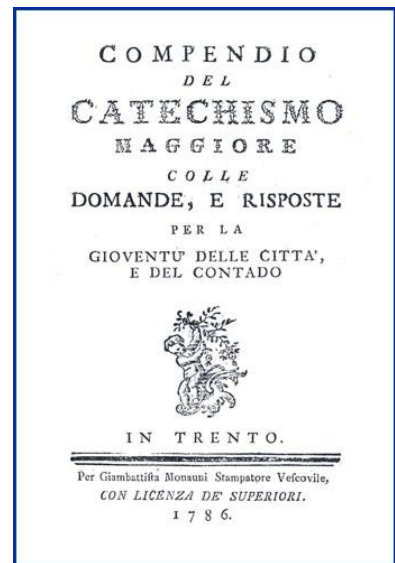 COMPENDIO
DEL
CATECHISMO
MAGGIORE
COLLE
DOMANDE, E RISPOSTE
PER LA
GIOVENTU' DELLE CITTA',
E DEL CONTADO
IN TRENTO.
Per Giambattiſta Monauni Stampatore Veſcovile,
CON LICENZA DE' SUPERIORI.
1786.